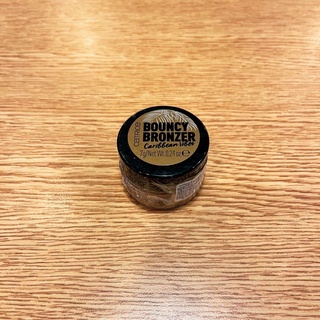 CATRICE
BOUNCY
BRONZER
Caribbean Vibes
7g/Net Wt. 0.24 oz ℮